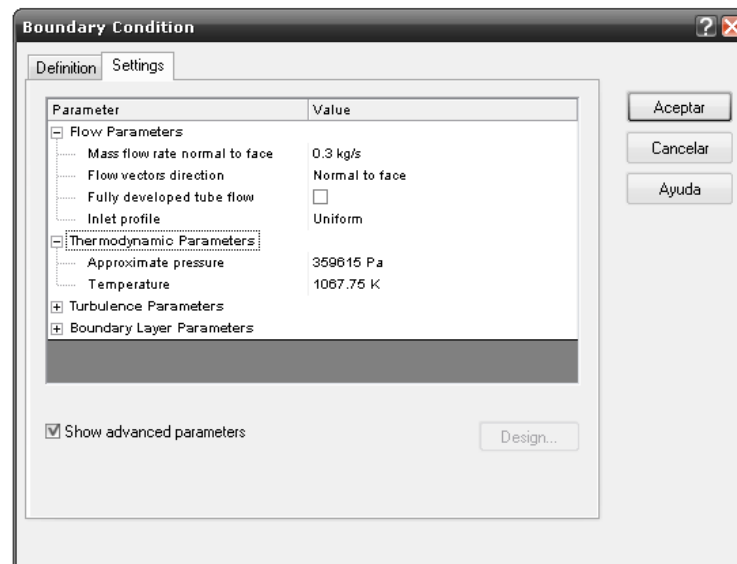 Boundary Condition
Definition Settings
Parameter Value
Flow Parameters
Mass flow rate normal to face 0.3 kg/s
Flow vectors direction Normal to face
Fully developed tube flow
Inlet profile Uniform
Thermodynamic Parameters
Approximate pressure 359615 Pa
Temperature 1067.75 K
Turbulence Parameters
Boundary Layer Parameters
Show advanced parameters
Design...
Aceptar
Cancelar
Ayuda